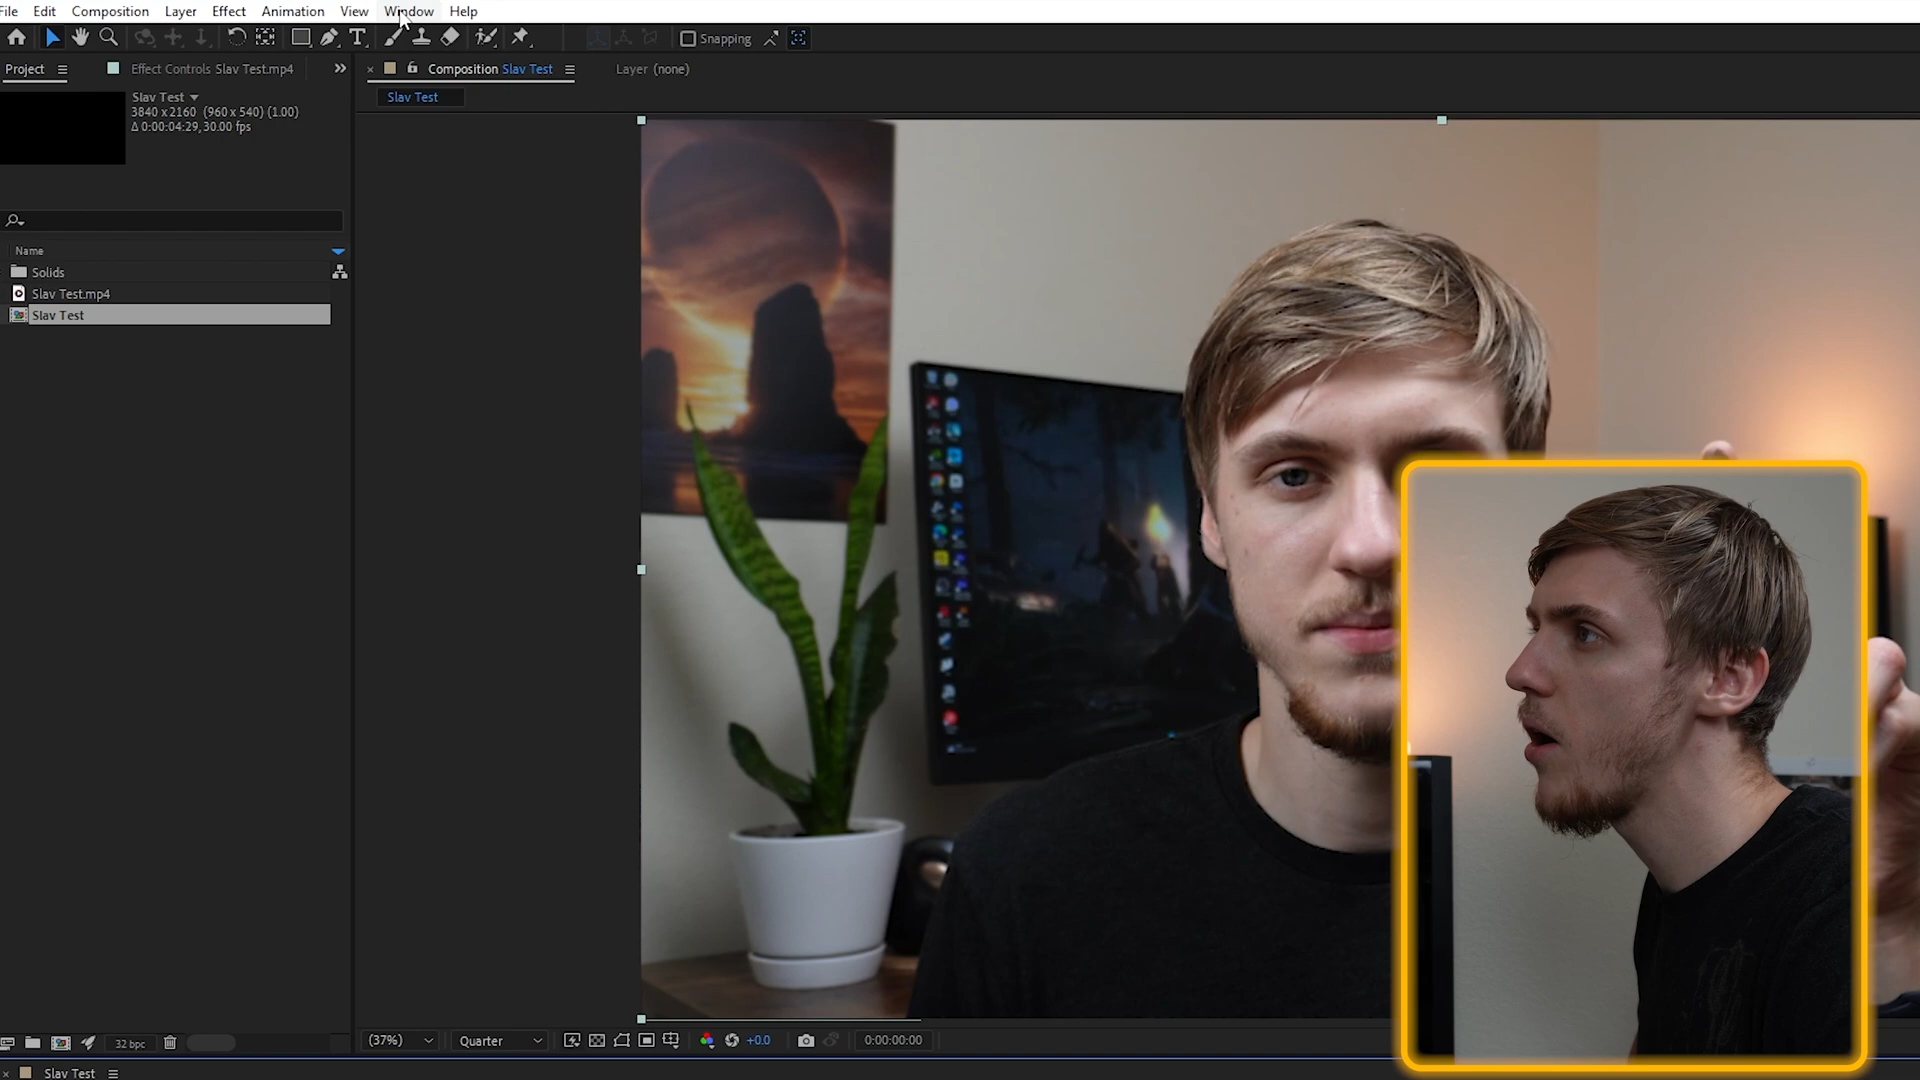 File Edit Composition Layer Effect Animation View Window Help
Snapping
Project Effect Controls Slav Test.mp4
Composition Slav Test Layer (none)
Slav Test
Slav Test
3840 x 2160 (960 x 540) (1.00)
Δ 0:00:04:29, 30.00 fps
Name
Solids
Slav Test.mp4
Slav Test
32 bpc
(37%) Quarter +0.0 0:00:00:00
Slav Test